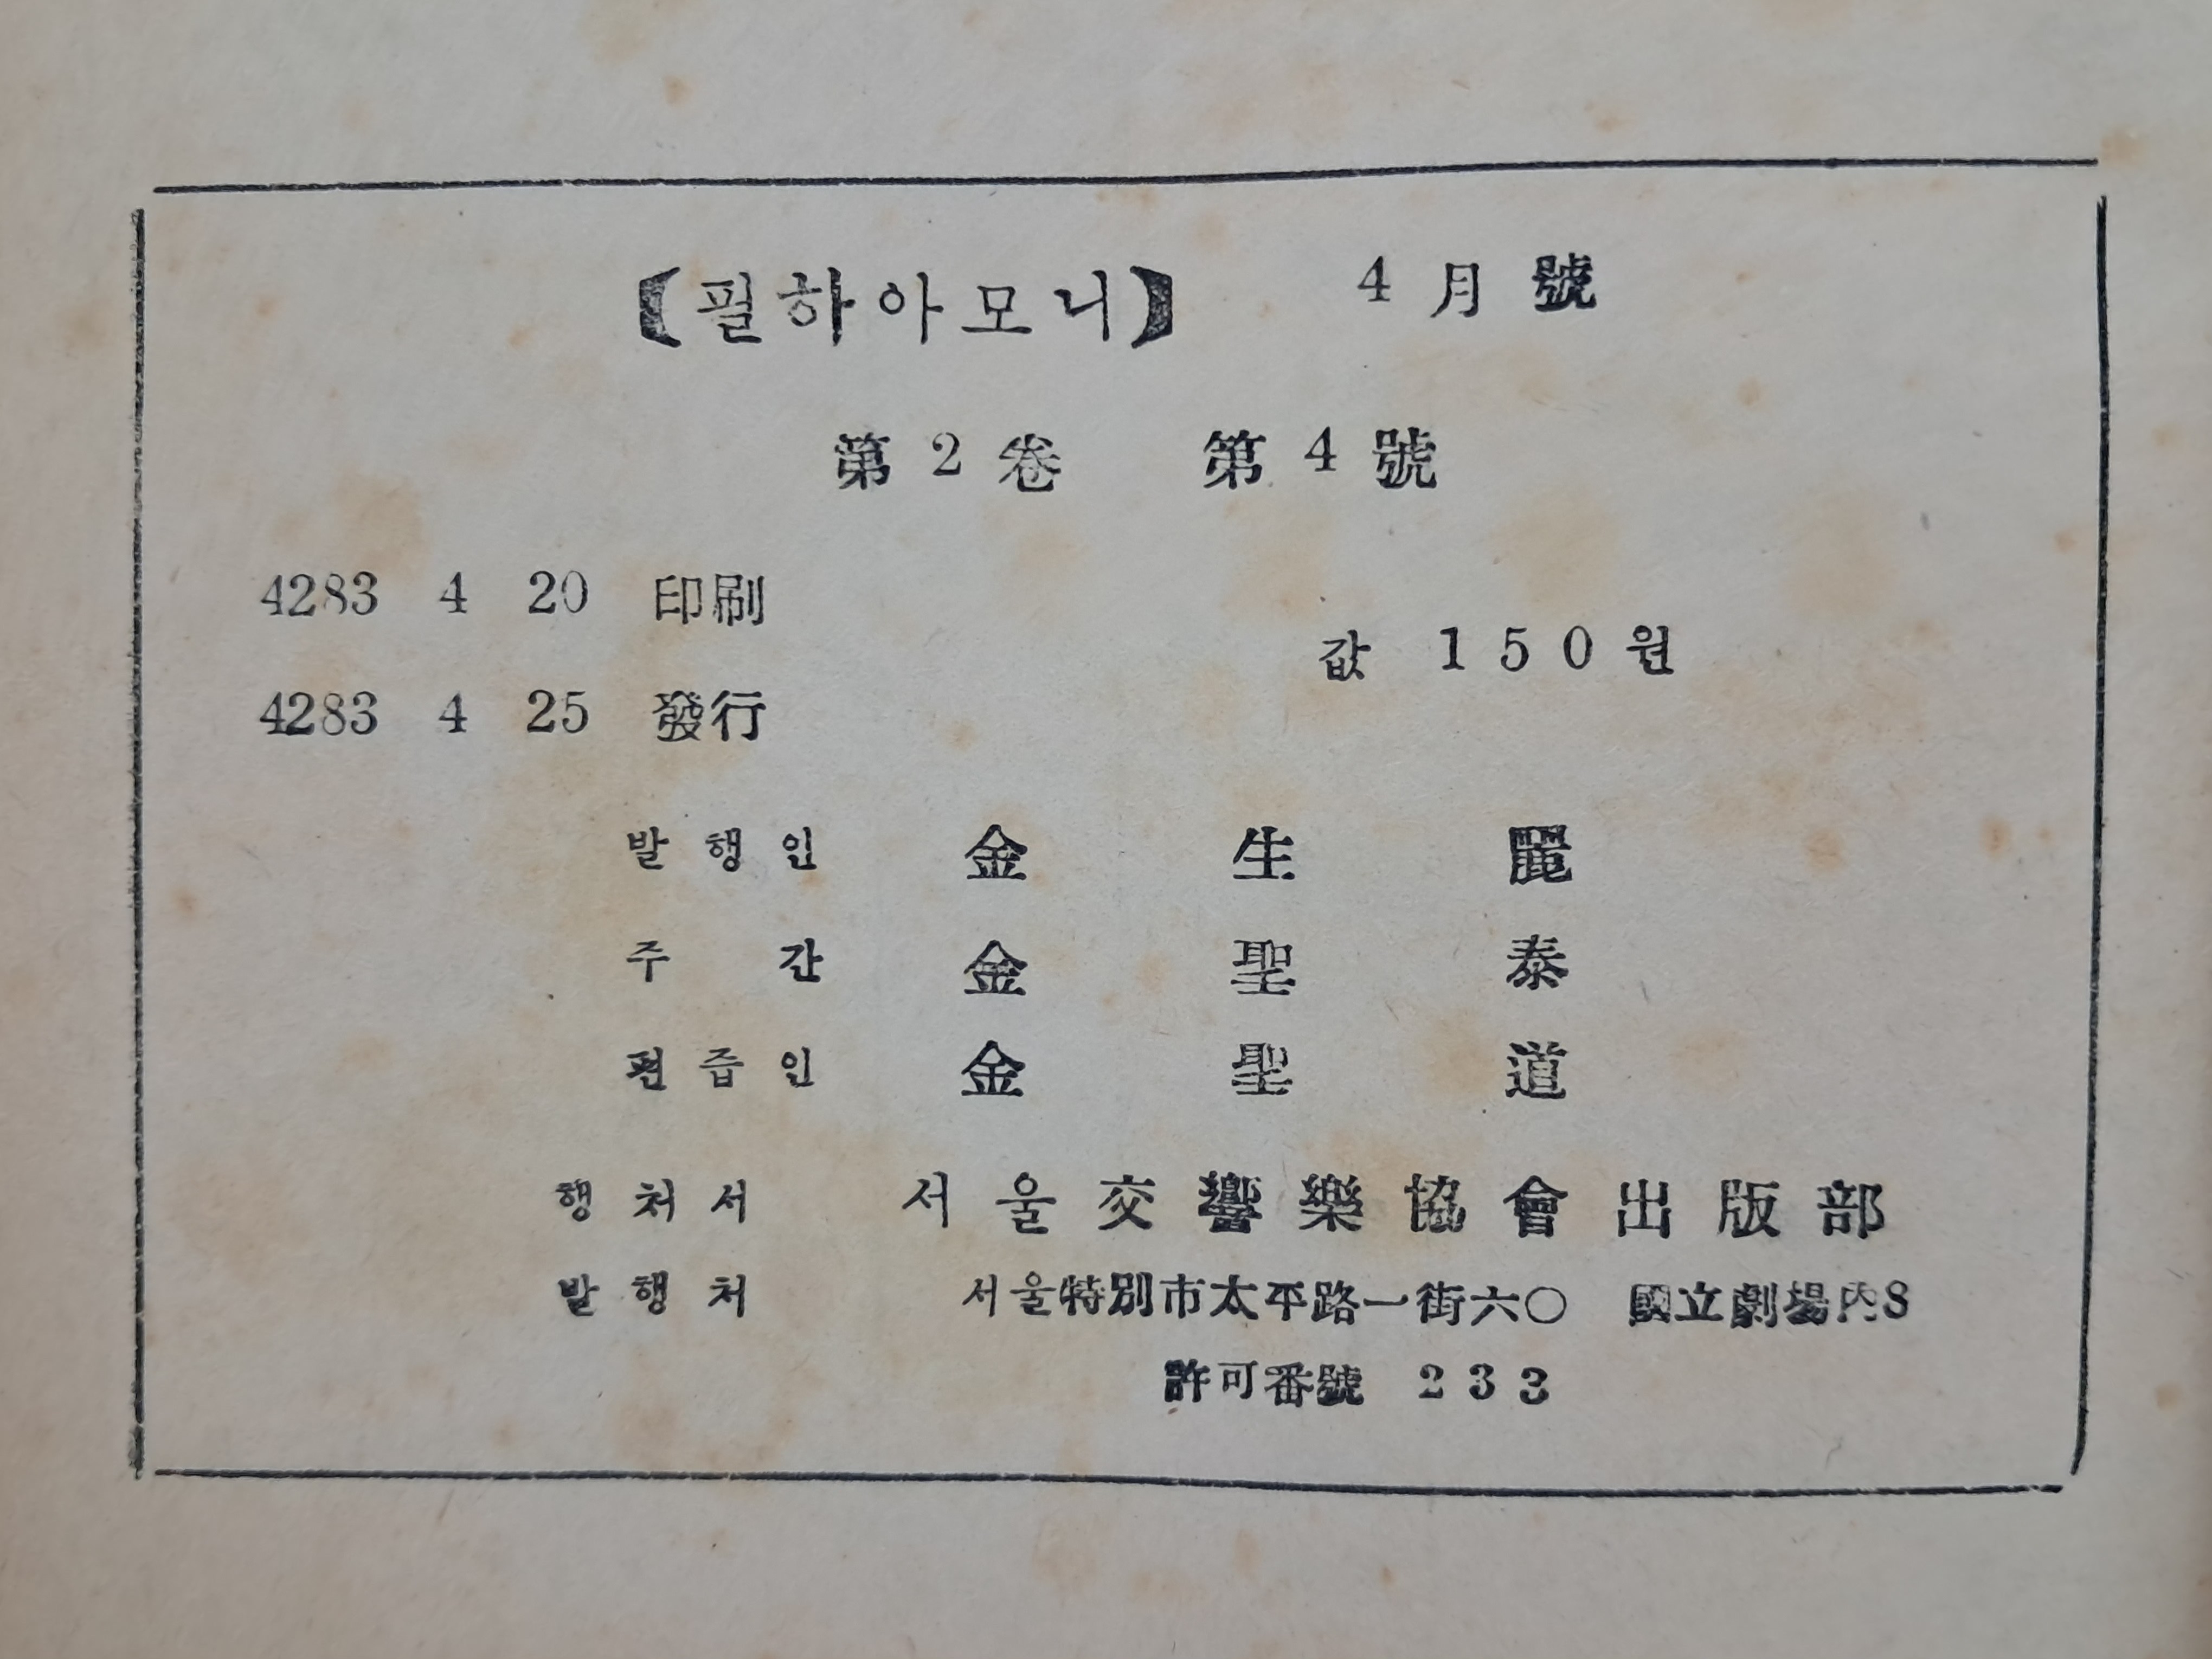 【필하아모니】 4月號
第2卷 第4號
4283 4 20 印刷
값 150원
4283 4 25 發行
발행인 金生麗
주간 金聖泰
편즙인 金聖道
행처서 서울交響樂協會出版部
발행처 서울特別市太平路一街六〇 國立劇場內8
許可番號 233